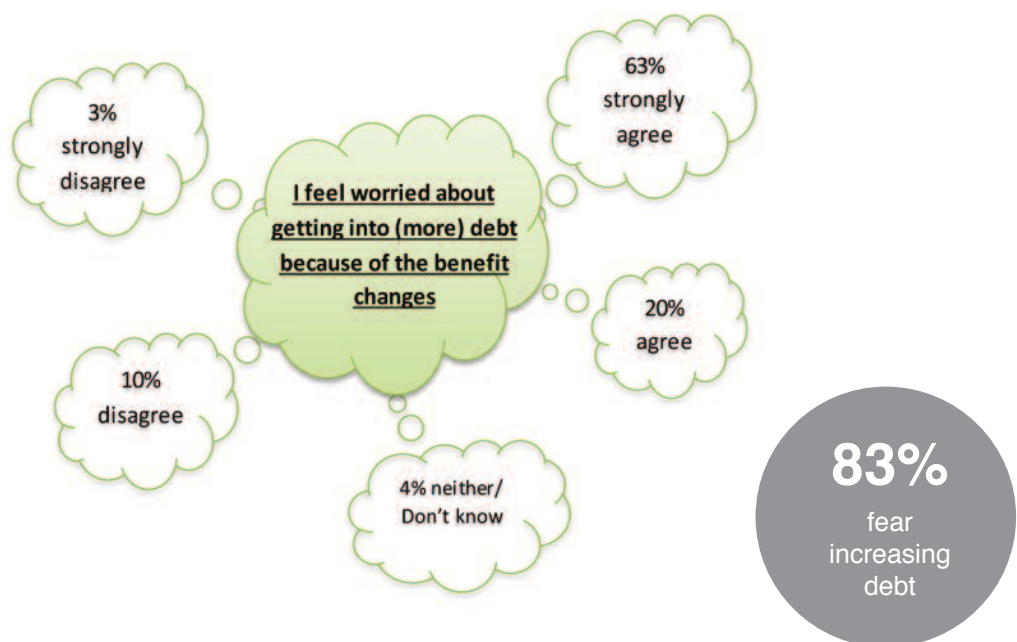 I feel worried about
getting into (more) debt
because of the benefit
changes
3%
strongly
disagree
63%
strongly
agree
20%
agree
10%
disagree
4% neither/
Don't know
83%
fear
increasing
debt